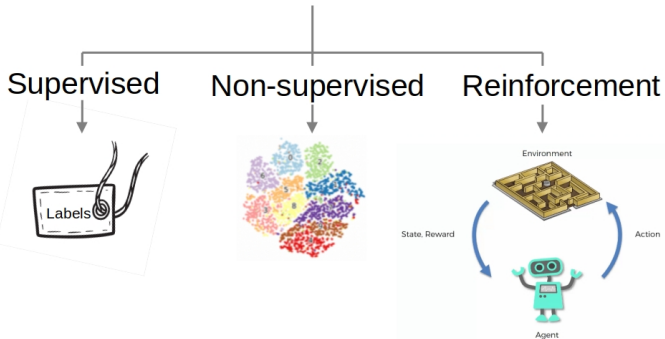 Supervised
Non-supervised
Reinforcement
Labels
Environment
State, Reward
Action
Agent